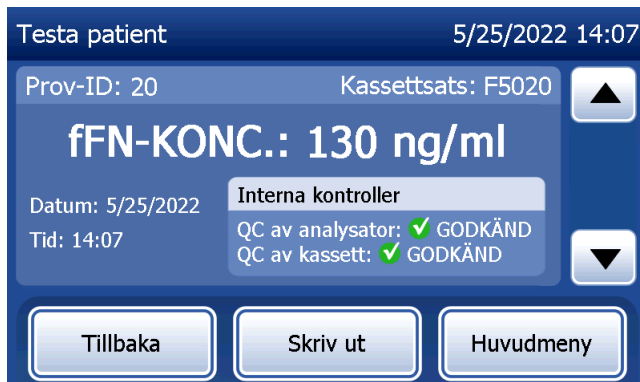 Testa patient 5/25/2022 14:07
Prov-ID: 20 Kassettsats: F5020
fFN-KONC.: 130 ng/ml
Datum: 5/25/2022
Tid: 14:07
Interna kontroller
QC av analysator: GODKÄND
QC av kassett: GODKÄND
Tillbaka Skriv ut Huvudmeny